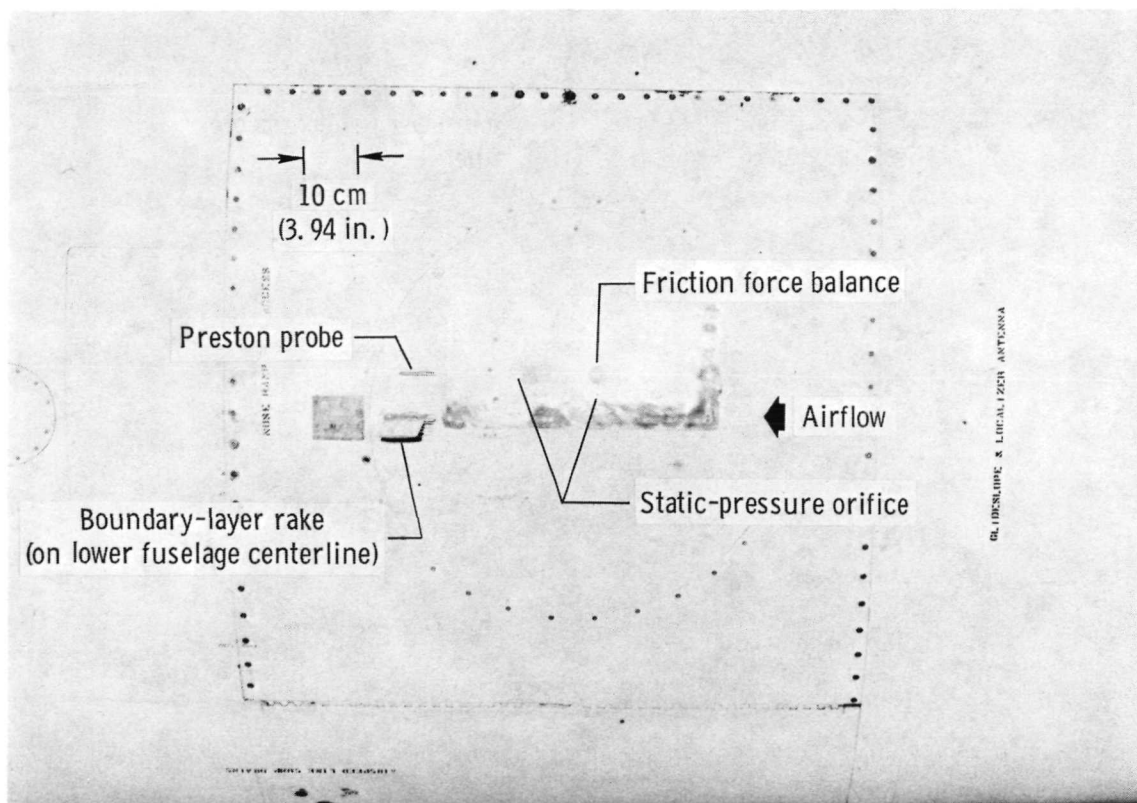 10 cm
(3.94 in.)
Friction force balance
Preston probe
Airflow
Static-pressure orifice
Boundary-layer rake
(on lower fuselage centerline)
GLIDESLOPE & LOCALIZER ANTENNA
NOSE